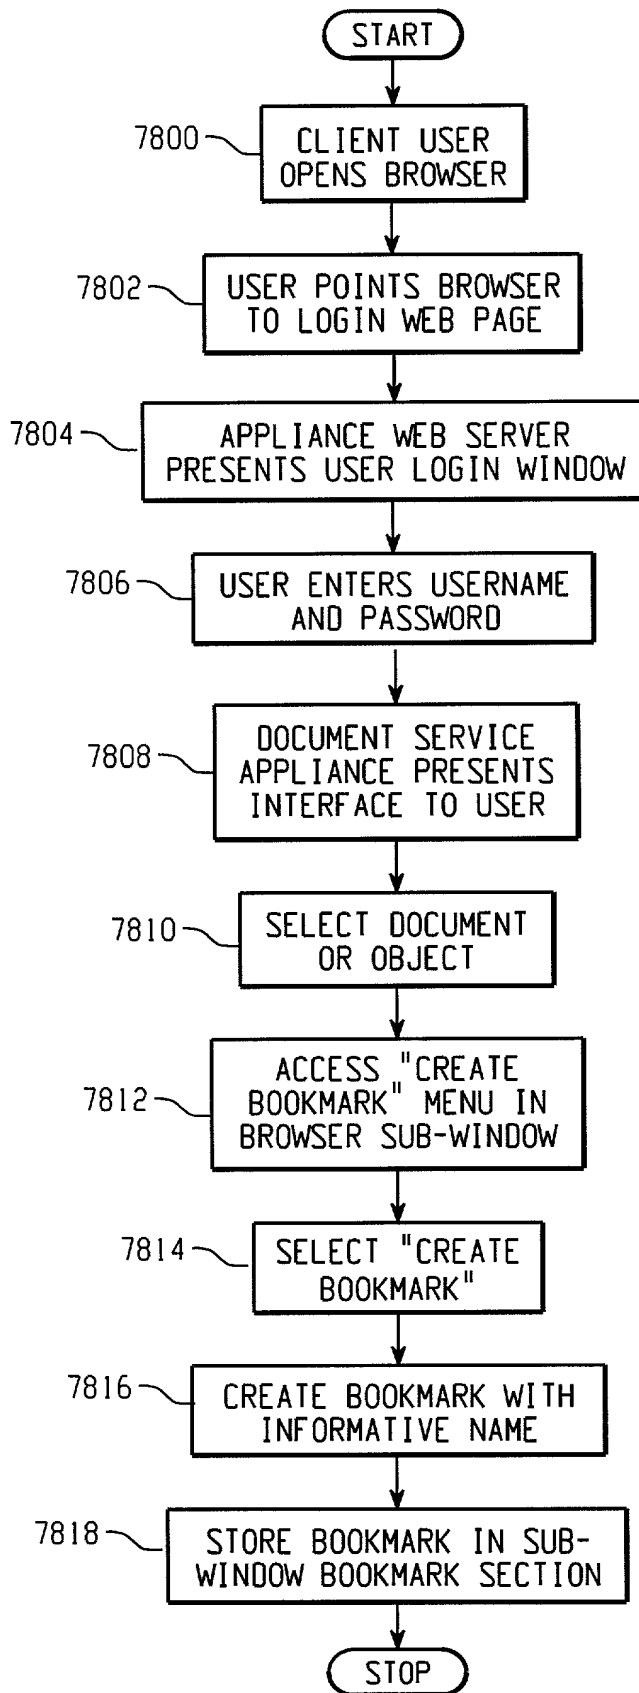 START
7800
CLIENT USER
OPENS BROWSER
7802
USER POINTS BROWSER
TO LOGIN WEB PAGE
7804
APPLIANCE WEB SERVER
PRESENTS USER LOGIN WINDOW
7806
USER ENTERS USERNAME
AND PASSWORD
7808
DOCUMENT SERVICE
APPLIANCE PRESENTS
INTERFACE TO USER
7810
SELECT DOCUMENT
OR OBJECT
7812
ACCESS "CREATE
BOOKMARK" MENU IN
BROWSER SUB-WINDOW
7814
SELECT "CREATE
BOOKMARK"
7816
CREATE BOOKMARK WITH
INFORMATIVE NAME
7818
STORE BOOKMARK IN SUB-
WINDOW BOOKMARK SECTION
STOP